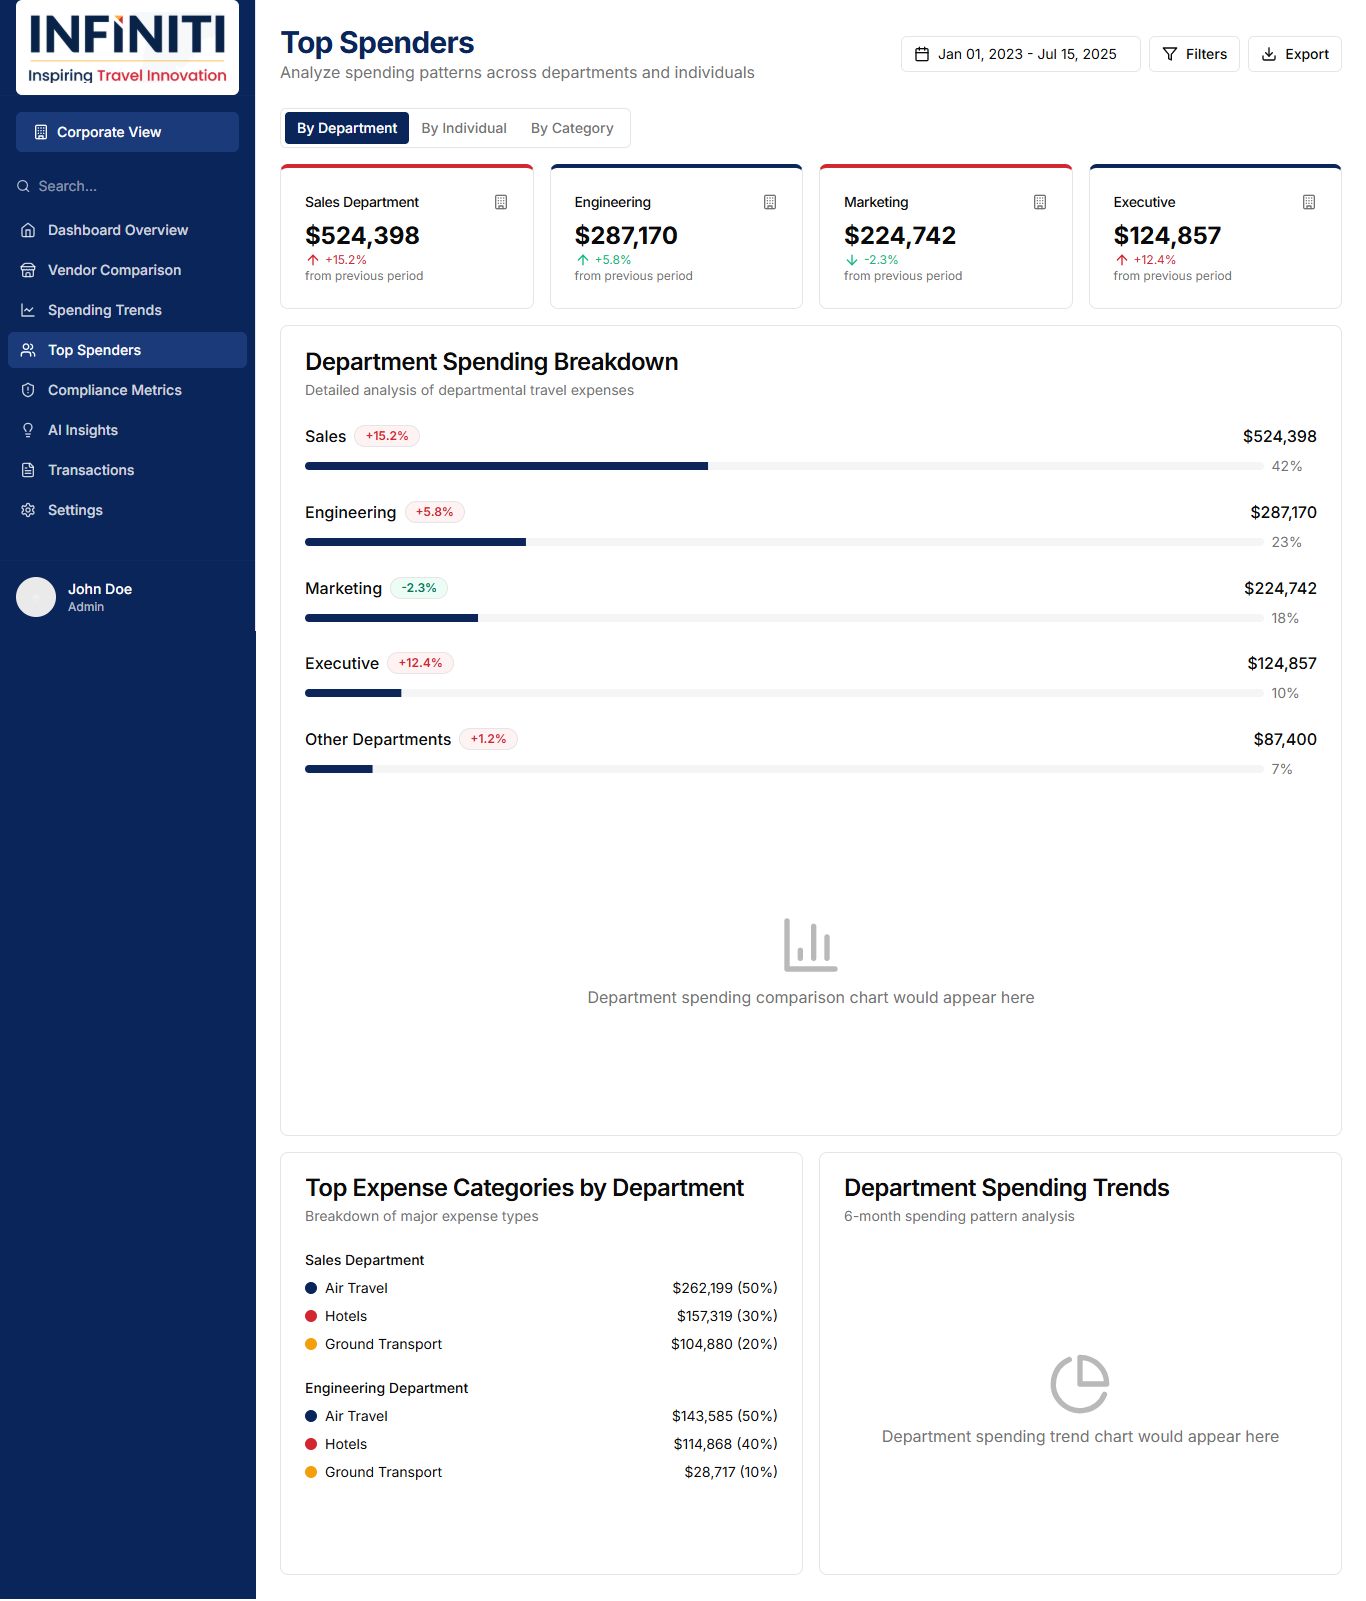 INFiNITI
Inspiring Travel Innovation
Corporate View
Search...
Dashboard Overview
Vendor Comparison
Spending Trends
Top Spenders
Compliance Metrics
AI Insights
Transactions
Settings
John Doe
Admin
Top Spenders
Analyze spending patterns across departments and individuals
Jan 01, 2023 - Jul 15, 2025
Filters
Export
By Department
By Individual
By Category
Sales Department
$524,398
+15.2%
from previous period
Engineering
$287,170
+5.8%
from previous period
Marketing
$224,742
-2.3%
from previous period
Executive
$124,857
+12.4%
from previous period
Department Spending Breakdown
Detailed analysis of departmental travel expenses
Sales +15.2% $524,398
42%
Engineering +5.8% $287,170
23%
Marketing -2.3% $224,742
18%
Executive +12.4% $124,857
10%
Other Departments +1.2% $87,400
7%
Department spending comparison chart would appear here
Top Expense Categories by Department
Breakdown of major expense types
Sales Department
Air Travel $262,199 (50%)
Hotels $157,319 (30%)
Ground Transport $104,880 (20%)
Engineering Department
Air Travel $143,585 (50%)
Hotels $114,868 (40%)
Ground Transport $28,717 (10%)
Department Spending Trends
6-month spending pattern analysis
Department spending trend chart would appear here